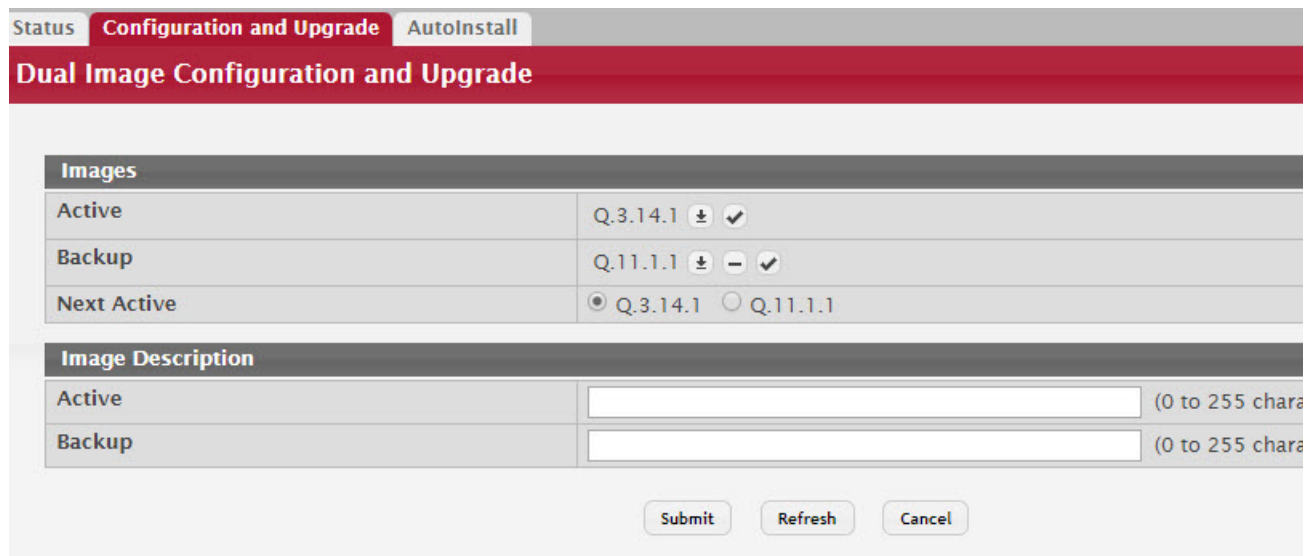 Status Configuration and Upgrade AutoInstall
Dual Image Configuration and Upgrade
Images
Active Q.3.14.1
Backup Q.11.1.1
Next Active Q.3.14.1 Q.11.1.1
Image Description
Active (0 to 255 chara
Backup (0 to 255 chara
Submit Refresh Cancel